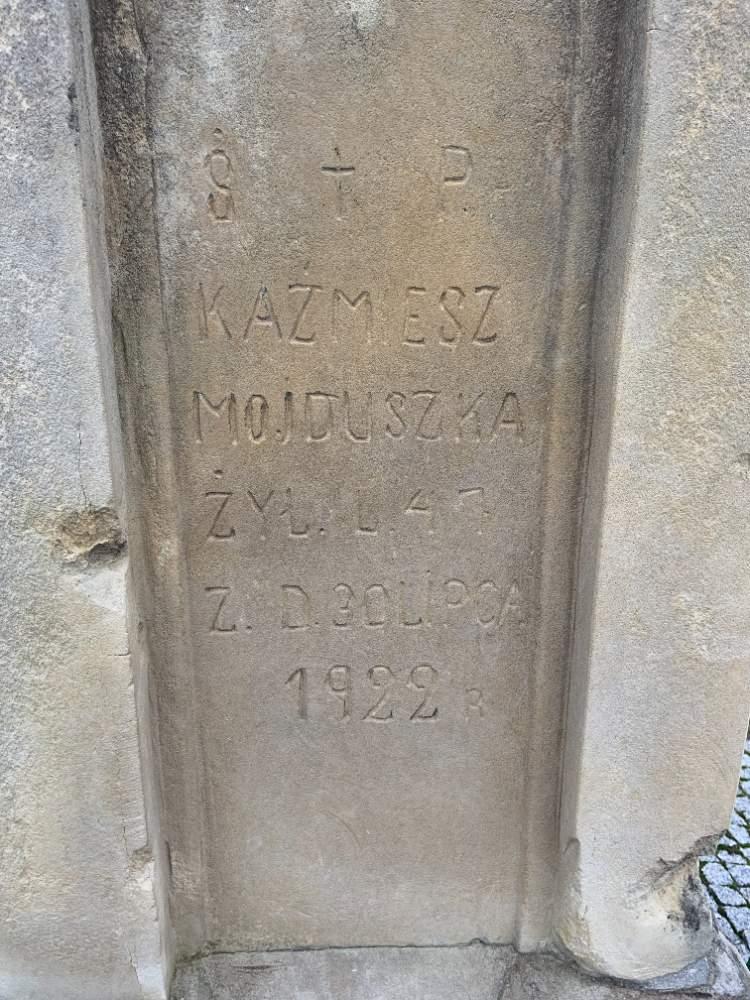 Ś † P
KAŹMIESZ
MOJDUSZKA
ŻYŁ. L. 47
Z. D. 30 LIPCA
1922 R